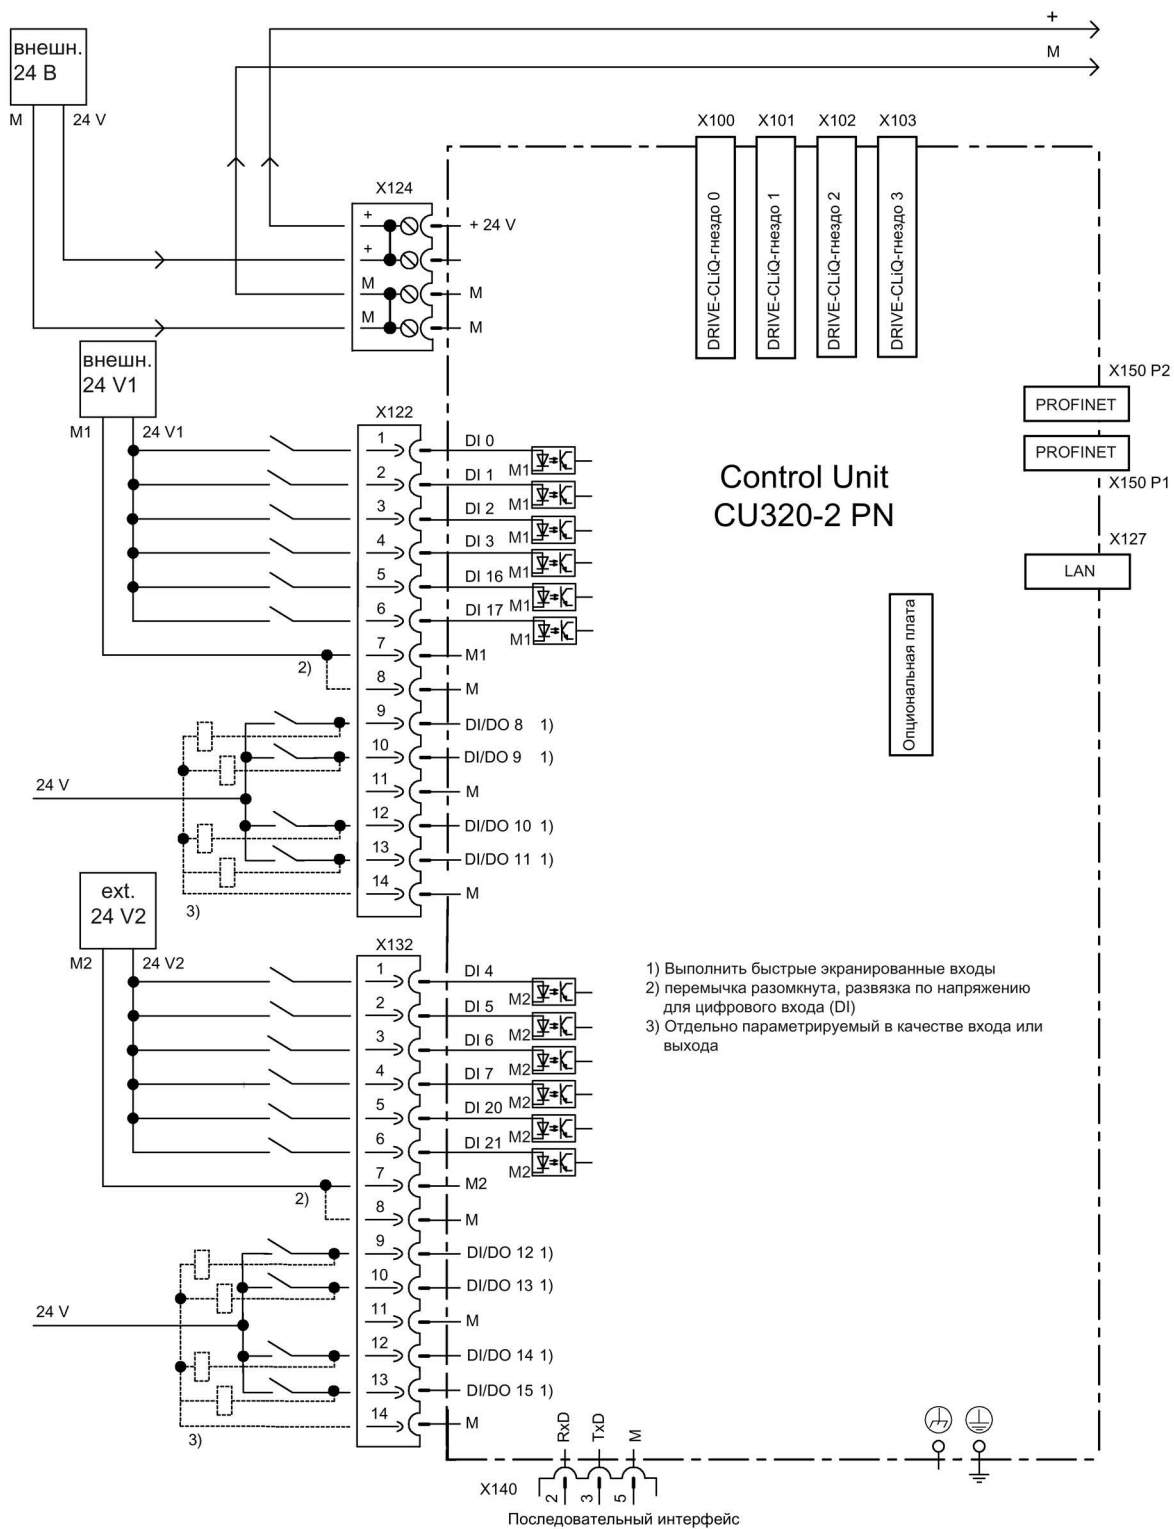 +
M
внешн.
24 В
M
24 V
X100
X101
X102
X103
DRIVE-CLiQ-гнездо 0
DRIVE-CLiQ-гнездо 1
DRIVE-CLiQ-гнездо 2
DRIVE-CLiQ-гнездо 3
X124
+
+ 24 V
+
M
M
M
M
внешн.
24 V1
M1
24 V1
X150 P2
PROFINET
PROFINET
X150 P1
X127
LAN
Control Unit
CU320-2 PN
Опциональная плата
X122
1
DI 0
M1
2
DI 1
M1
3
DI 2
M1
4
DI 3
M1
5
DI 16
M1
6
DI 17
M1
7
M1
2)
8
M
9
DI/DO 8 1)
10
DI/DO 9 1)
24 V
11
M
12
DI/DO 10 1)
13
DI/DO 11 1)
14
M
3)
ext.
24 V2
M2
24 V2
X132
1
DI 4
M2
2
DI 5
M2
3
DI 6
M2
4
DI 7
M2
5
DI 20
M2
6
DI 21
M2
7
M2
2)
8
M
9
DI/DO 12 1)
10
DI/DO 13 1)
24 V
11
M
12
DI/DO 14 1)
13
DI/DO 15 1)
14
M
3)
1) Выполнить быстрые экранированные входы
2) перемычка разомкнута, развязка по напряжению
для цифрового входа (DI)
3) Отдельно параметрируемый в качестве входа или
выхода
RxD
TxD
M
X140
2
3
5
Последовательный интерфейс